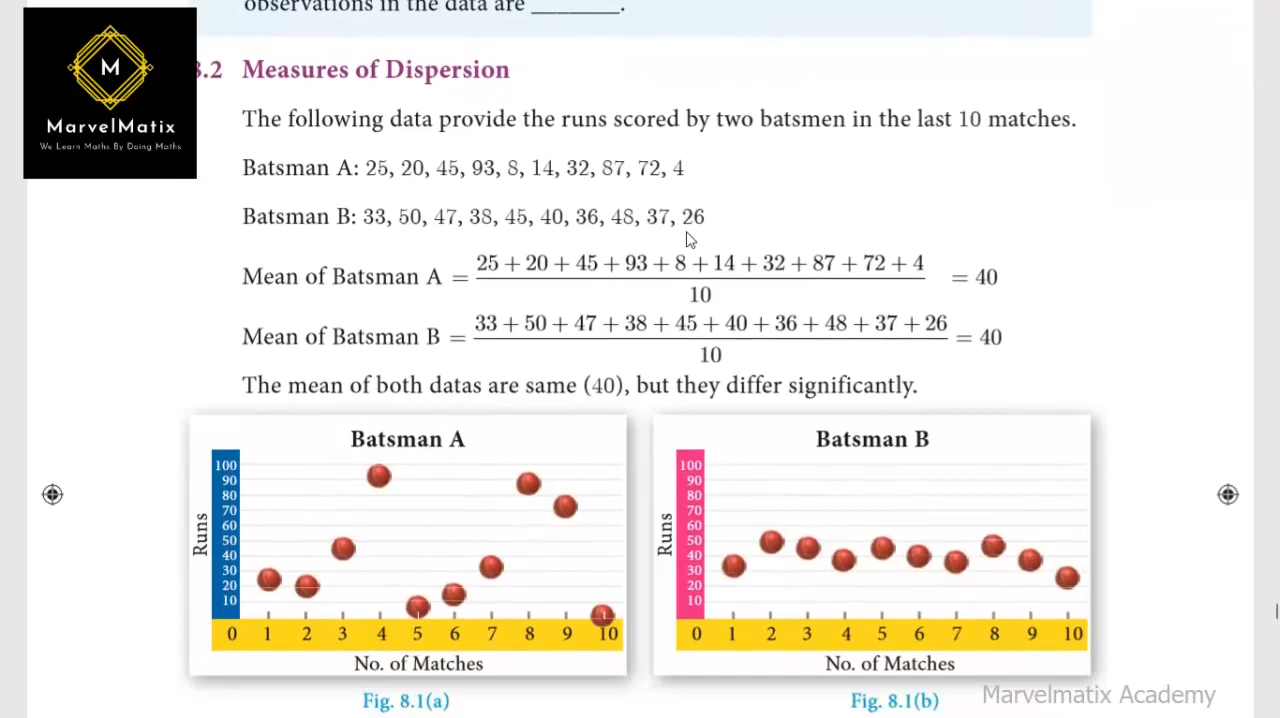 observations in the data are _______.
M
MarvelMatix
We Learn Maths By Doing Maths
8.2 Measures of Dispersion
The following data provide the runs scored by two batsmen in the last 10 matches.
Batsman A: 25, 20, 45, 93, 8, 14, 32, 87, 72, 4
Batsman B: 33, 50, 47, 38, 45, 40, 36, 48, 37, 26
Mean of Batsman A = 25 + 20 + 45 + 93 + 8 + 14 + 32 + 87 + 72 + 4 / 10 = 40
Mean of Batsman B = 33 + 50 + 47 + 38 + 45 + 40 + 36 + 48 + 37 + 26 / 10 = 40
The mean of both datas are same (40), but they differ significantly.
Batsman A
Runs
100
90
80
70
60
50
40
30
20
10
0 1 2 3 4 5 6 7 8 9 10
No. of Matches
Fig. 8.1(a)
Batsman B
Runs
100
90
80
70
60
50
40
30
20
10
0 1 2 3 4 5 6 7 8 9 10
No. of Matches
Fig. 8.1(b)
Marvelmatix Academy